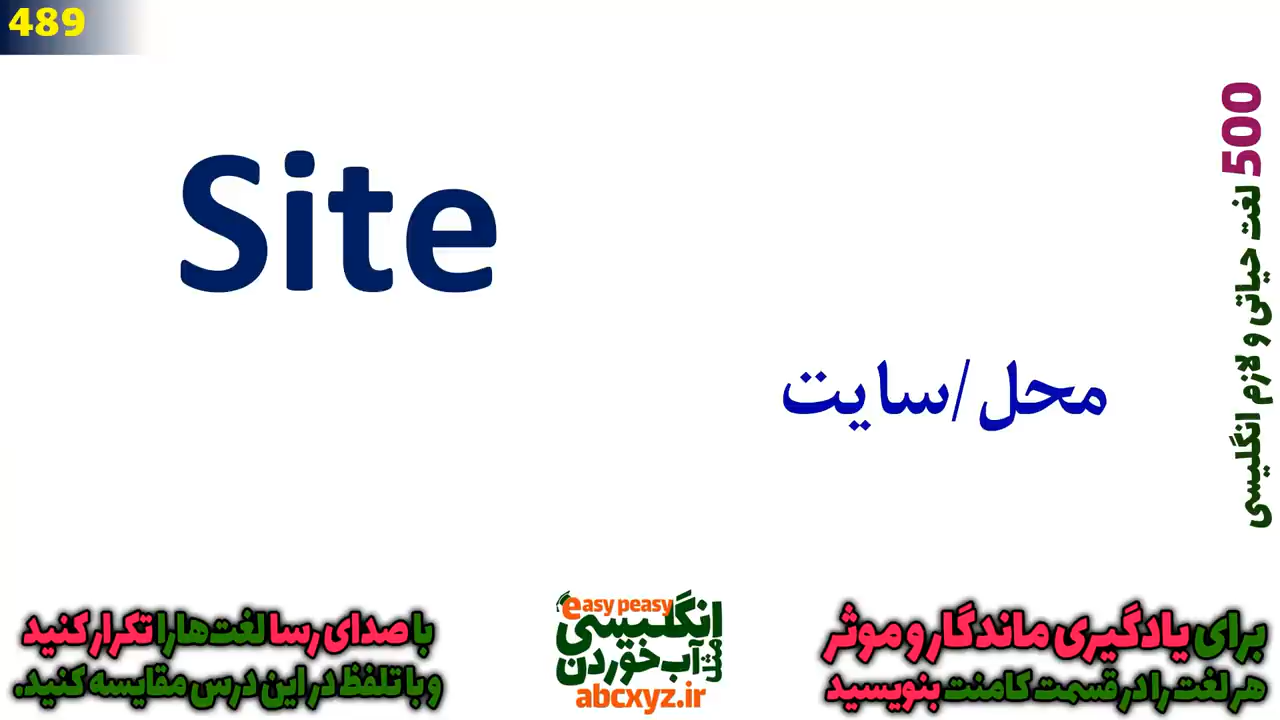 489
Site
محل/سایت
500 لغت حیاتی و لازم انگلیسی
با صدای رسا لغت‌ها را تکرار کنید
و با تلفظ در این درس مقایسه کنید.
easy peasy
انگلیسی
مثل
آب خوردن
abcxyz.ir
برای یادگیری ماندگار و موثر
هر لغت را در قسمت کامنت بنویسید